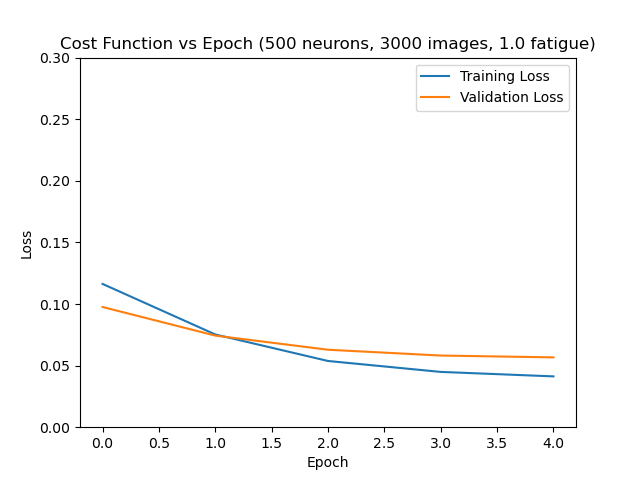 Cost Function vs Epoch (500 neurons, 3000 images, 1.0 fatigue)
0.30
0.25
0.20
0.15
0.10
0.05
0.00
Loss
Training Loss
Validation Loss
0.0 0.5 1.0 1.5 2.0 2.5 3.0 3.5 4.0
Epoch